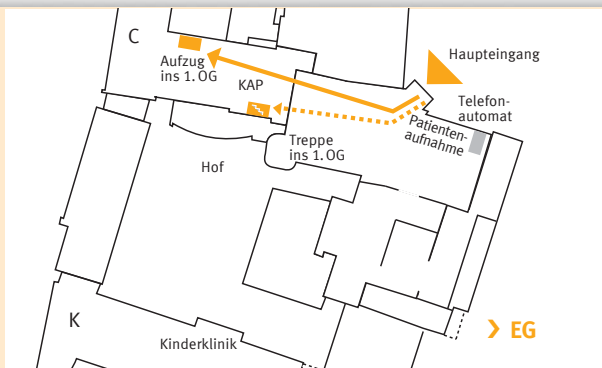 C
Haupteingang
Aufzug
ins 1. OG
KAP
Telefon-
automat
Patienten-
aufnahme
Treppe
ins 1. OG
Hof
K
Kinderklinik
❯ EG